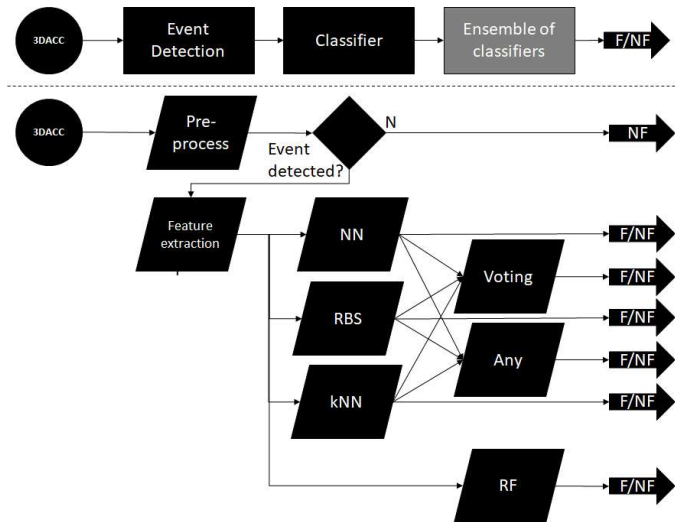 3DACC
Event
Detection
Classifier
Ensemble of
classifiers
F/NF
3DACC
Pre-
process
N
NF
Event
detected?
Feature
extraction
NN
F/NF
Voting
F/NF
RBS
F/NF
Any
F/NF
kNN
F/NF
RF
F/NF